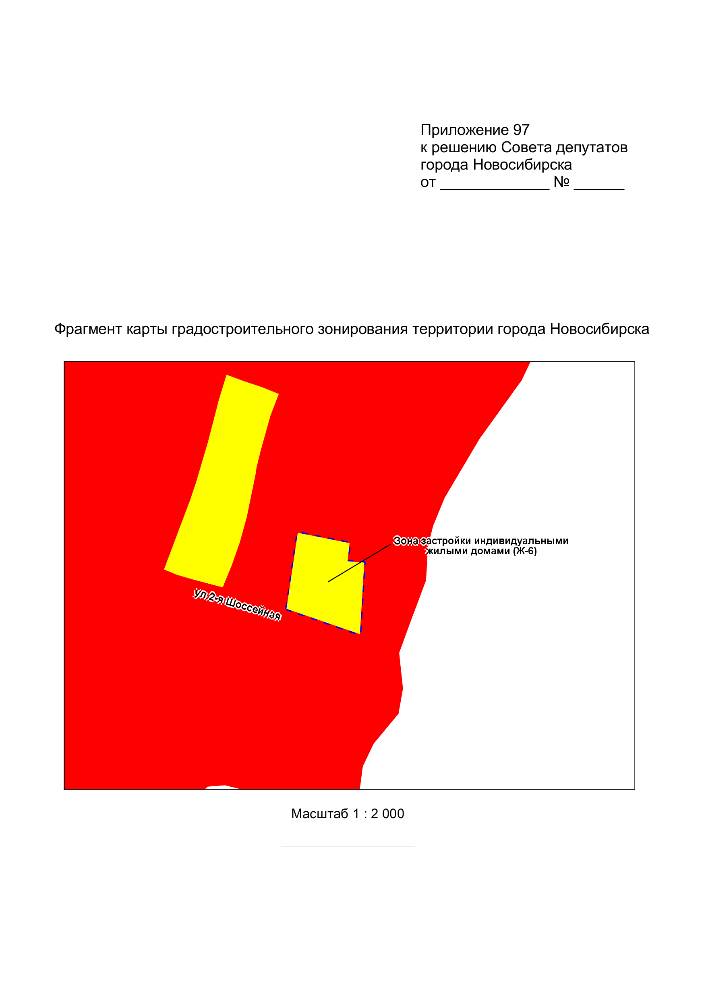 Приложение 97
к решению Совета депутатов
города Новосибирска
от _____________ № ______
Фрагмент карты градостроительного зонирования территории города Новосибирска
Зона застройки индивидуальными
жилыми домами (Ж-6)
ул 2-я Шоссейная
Масштаб 1 : 2 000